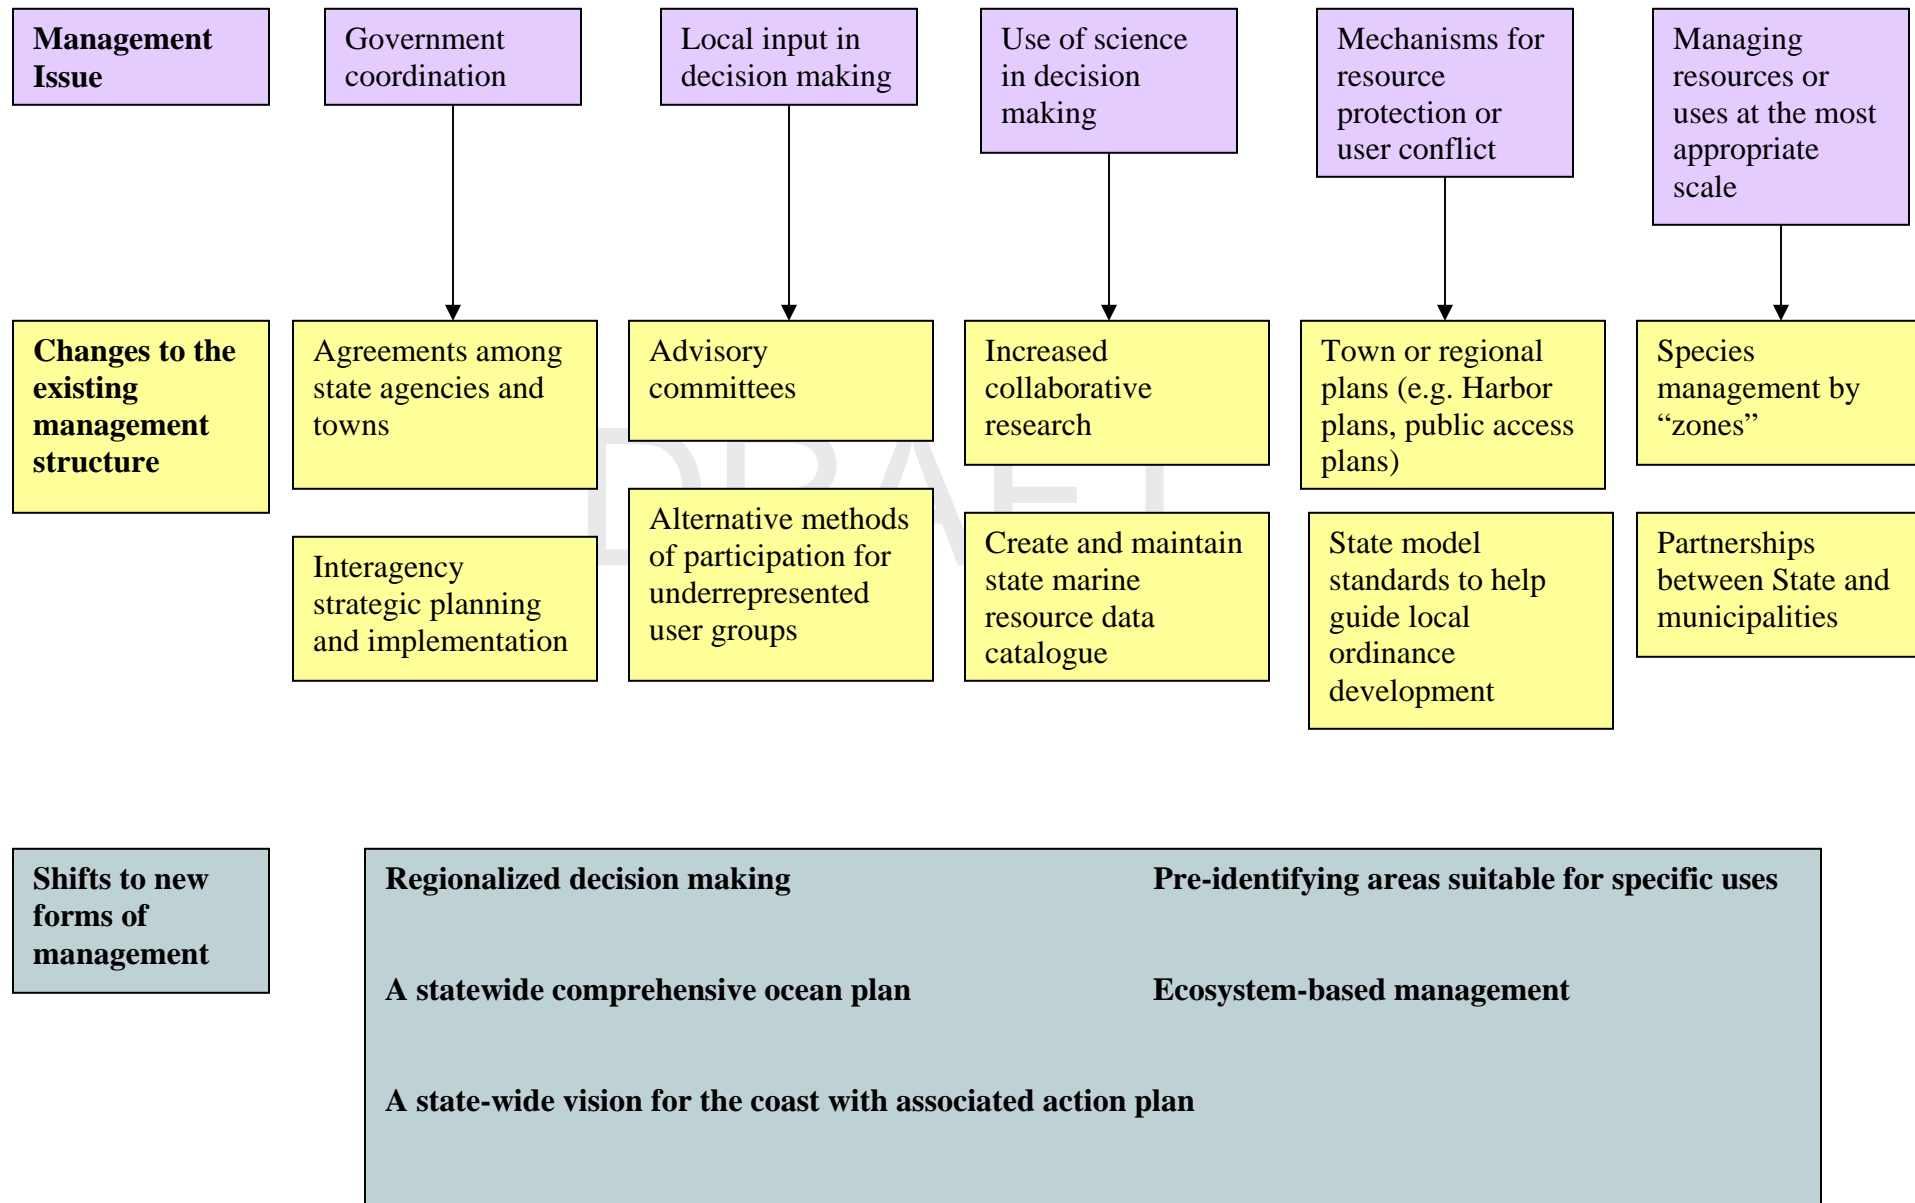 Management
Issue
Government
coordination
Local input in
decision making
Use of science
in decision
making
Mechanisms for
resource
protection or
user conflict
Managing
resources or
uses at the most
appropriate
scale
Changes to the
existing
management
structure
Agreements among
state agencies and
towns
Advisory
committees
Increased
collaborative
research
Town or regional
plans (e.g. Harbor
plans, public access
plans)
Species
management by
“zones”
DRAFT
Interagency
strategic planning
and implementation
Alternative methods
of participation for
underrepresented
user groups
Create and maintain
state marine
resource data
catalogue
State model
standards to help
guide local
ordinance
development
Partnerships
between State and
municipalities
Shifts to new
forms of
management
Regionalized decision making
Pre-identifying areas suitable for specific uses
A statewide comprehensive ocean plan
Ecosystem-based management
A state-wide vision for the coast with associated action plan